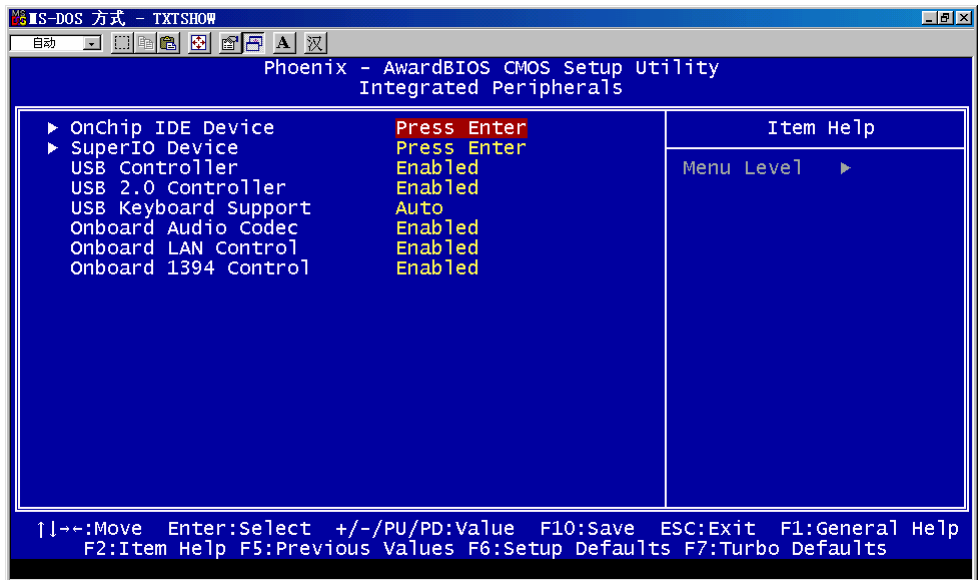 MS-DOS 方式 - TXTSHOW
自动
A 汉
Phoenix - AwardBIOS CMOS Setup Utility
Integrated Peripherals
▶ OnChip IDE Device Press Enter
▶ SuperIO Device Press Enter
USB Controller Enabled
USB 2.0 Controller Enabled
USB Keyboard Support Auto
Onboard Audio Codec Enabled
Onboard LAN Control Enabled
Onboard 1394 Control Enabled
Item Help
Menu Level ▶
↑↓→←:Move Enter:Select +/-/PU/PD:Value F10:Save ESC:Exit F1:General Help
F2:Item Help F5:Previous Values F6:Setup Defaults F7:Turbo Defaults